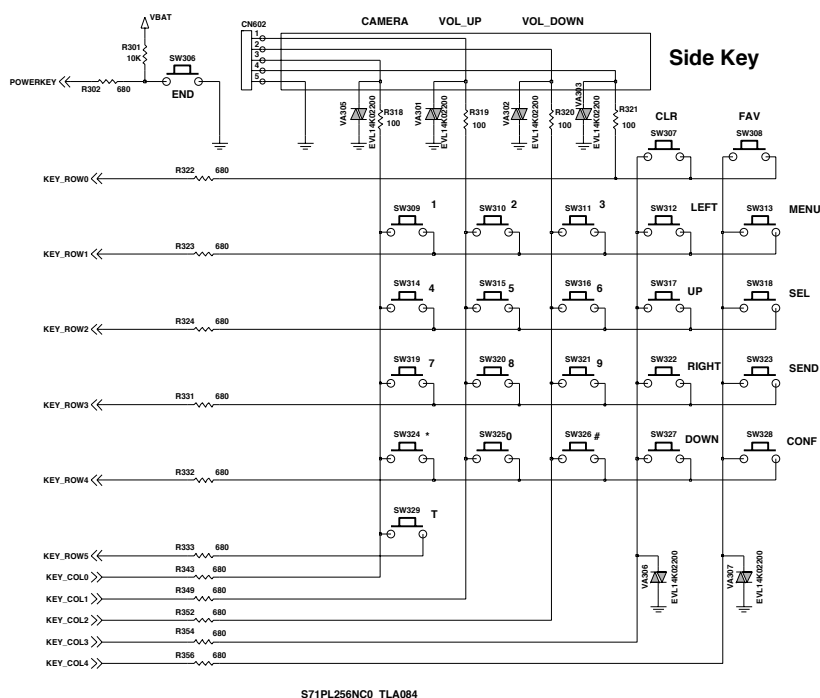 VBAT
CN602
CAMERA VOL_UP VOL_DOWN
1
2
3
4
5
Side Key
R301
10K
SW306
POWERKEY
R302 680
END
VA305
EVL14K02200
R318
100
VA301
EVL14K02200
R319
100
VA302
EVL14K02200
R320
100
VA303
EVL14K02200
R321
100
CLR FAV
SW307 SW308
KEY_ROW0 R322 680
SW309 1 SW310 2 SW311 3 SW312 LEFT SW313 MENU
KEY_ROW1 R323 680
SW314 4 SW315 5 SW316 6 SW317 UP SW318 SEL
KEY_ROW2 R324 680
SW319 7 SW320 8 SW321 9 SW322 RIGHT SW323 SEND
KEY_ROW3 R331 680
SW324 * SW325 0 SW326 # SW327 DOWN SW328 CONF
KEY_ROW4 R332 680
SW329 T
KEY_ROW5 R333 680
KEY_COL0 R343 680
KEY_COL1 R349 680
KEY_COL2 R352 680
KEY_COL3 R354 680
KEY_COL4 R356 680
VA306
EVL14K02200
VA307
EVL14K02200
S71PL256NC0_TLA084